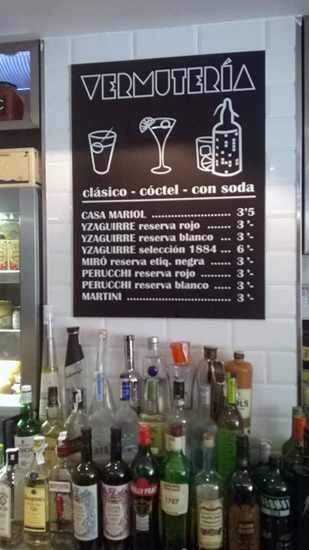 VERMUTERÍA
clásico - cóctel - con soda
CASA MARIOL ........................ 3'5
YZAGUIRRE reserva rojo ...... 3 '-
YZAGUIRRE reserva blanco ... 3 '-
YZAGUIRRE selección 1884 ... 6 '-
MIRÓ reserva etiq. negra ...... 3 '-
PERUCCHI reserva rojo ......... 3 '-
PERUCCHI reserva blanco ...... 3 '-
MARTINI ................................ 3 '-